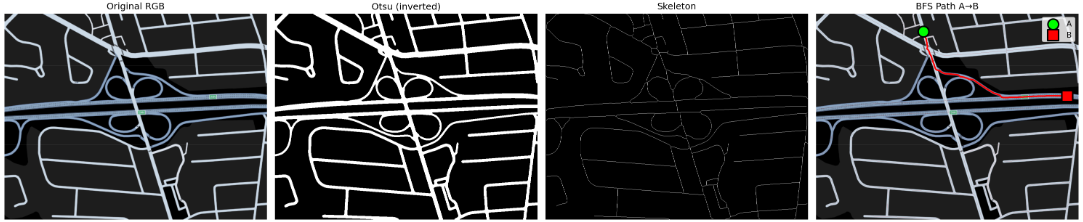 Original RGB
Otsu (inverted)
Skeleton
BFS Path A→B
A
B